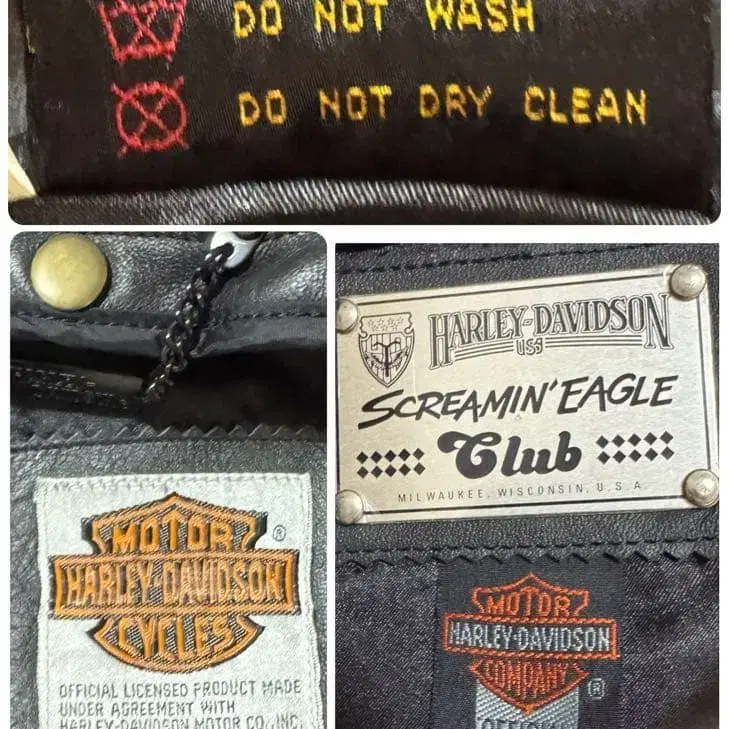 DO NOT WASH
DO NOT DRY CLEAN
MOTOR
HARLEY-DAVIDSON
CYCLES
®
OFFICIAL LICENSED PRODUCT MADE
UNDER AGREEMENT WITH
HARLEY-DAVIDSON MOTOR CO., INC.
HARLEY-DAVIDSON
USA
SCREAMIN' EAGLE
Club
MILWAUKEE, WISCONSIN, U.S.A.
MOTOR
HARLEY-DAVIDSON
COMPANY
®
OFFICIAL